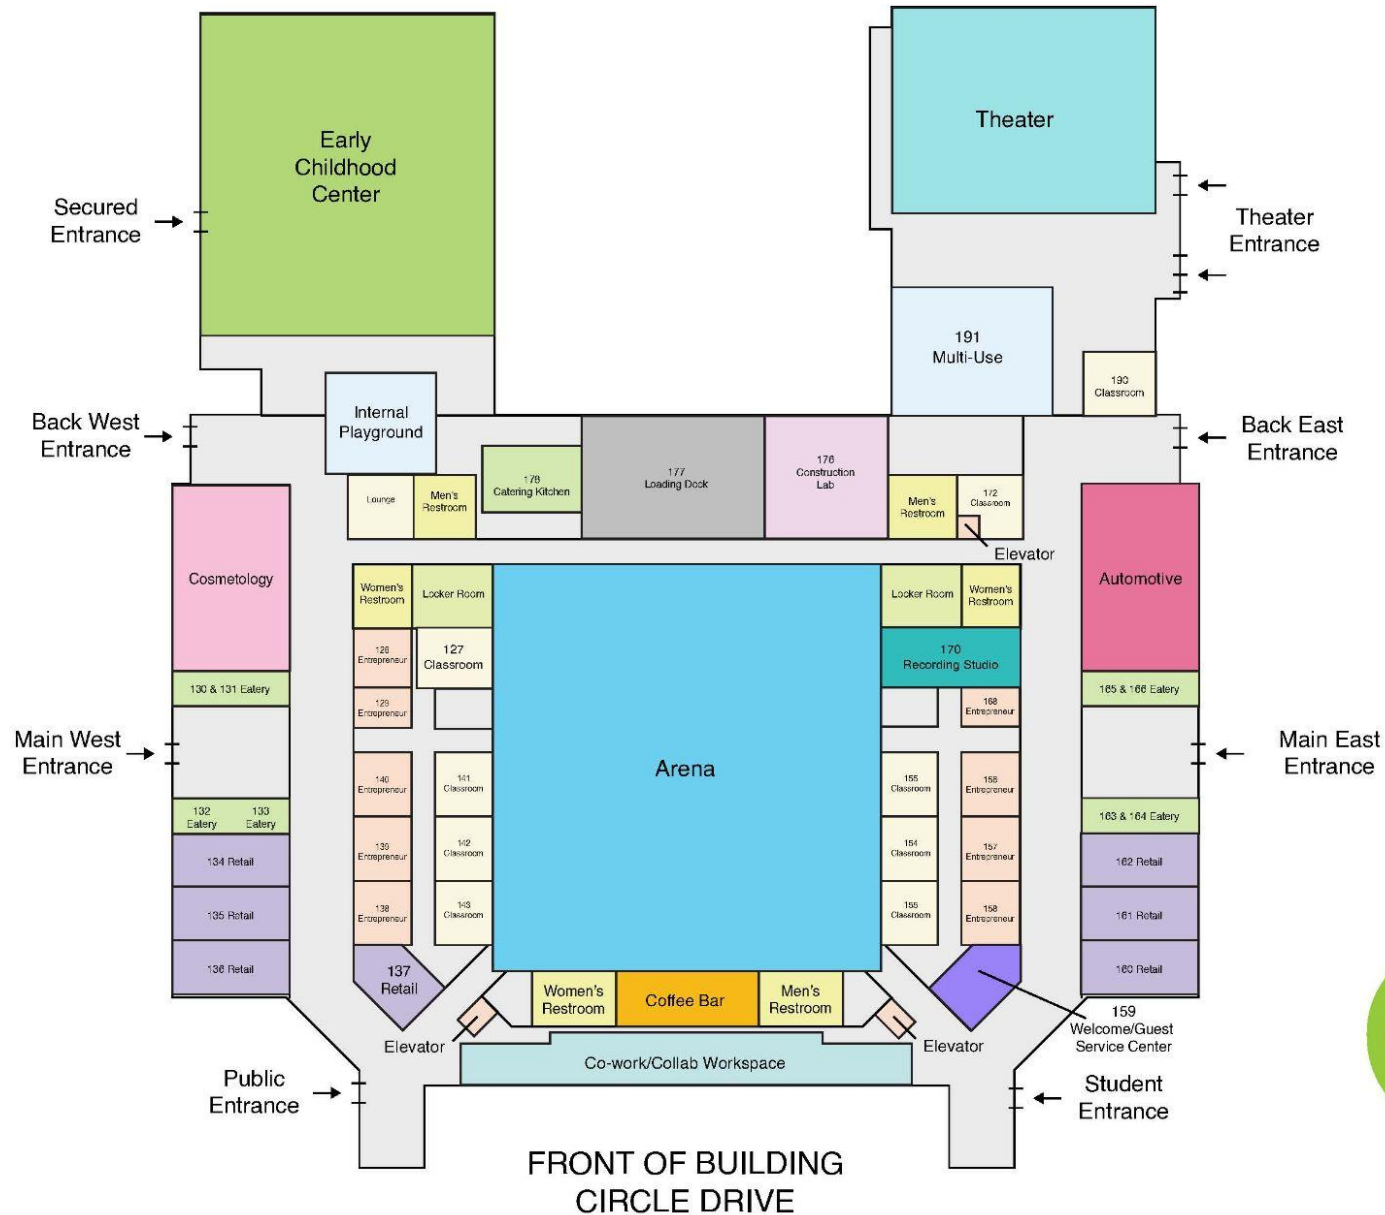 Early
Childhood
Center
Theater
Secured
Entrance
Theater
Entrance
191
Multi-Use
190
Classroom
Internal
Playground
Back West
Entrance
Back East
Entrance
178
Catering Kitchen
177
Loading Dock
176
Construction
Lab
Lounge
Men's
Restroom
Men's
Restroom
172
Classroom
Elevator
Cosmetology
Automotive
Women's
Restroom
Locker Room
Locker Room
Women's
Restroom
128
Entrepreneur
127
Classroom
170
Recording Studio
130 & 131 Eatery
165 & 166 Eatery
129
Entrepreneur
168
Entrepreneur
Main West
Entrance
Main East
Entrance
Arena
140
Entrepreneur
141
Classroom
155
Classroom
156
Entrepreneur
132
Eatery
133
Eatery
163 & 164 Eatery
139
Entrepreneur
142
Classroom
154
Classroom
157
Entrepreneur
134 Retail
162 Retail
138
Entrepreneur
143
Classroom
155
Classroom
158
Entrepreneur
135 Retail
161 Retail
136 Retail
160 Retail
137
Retail
Women's
Restroom
Coffee Bar
Men's
Restroom
159
Welcome/Guest
Service Center
Elevator
Elevator
Co-work/Collab Workspace
Public
Entrance
Student
Entrance
FRONT OF BUILDING
CIRCLE DRIVE